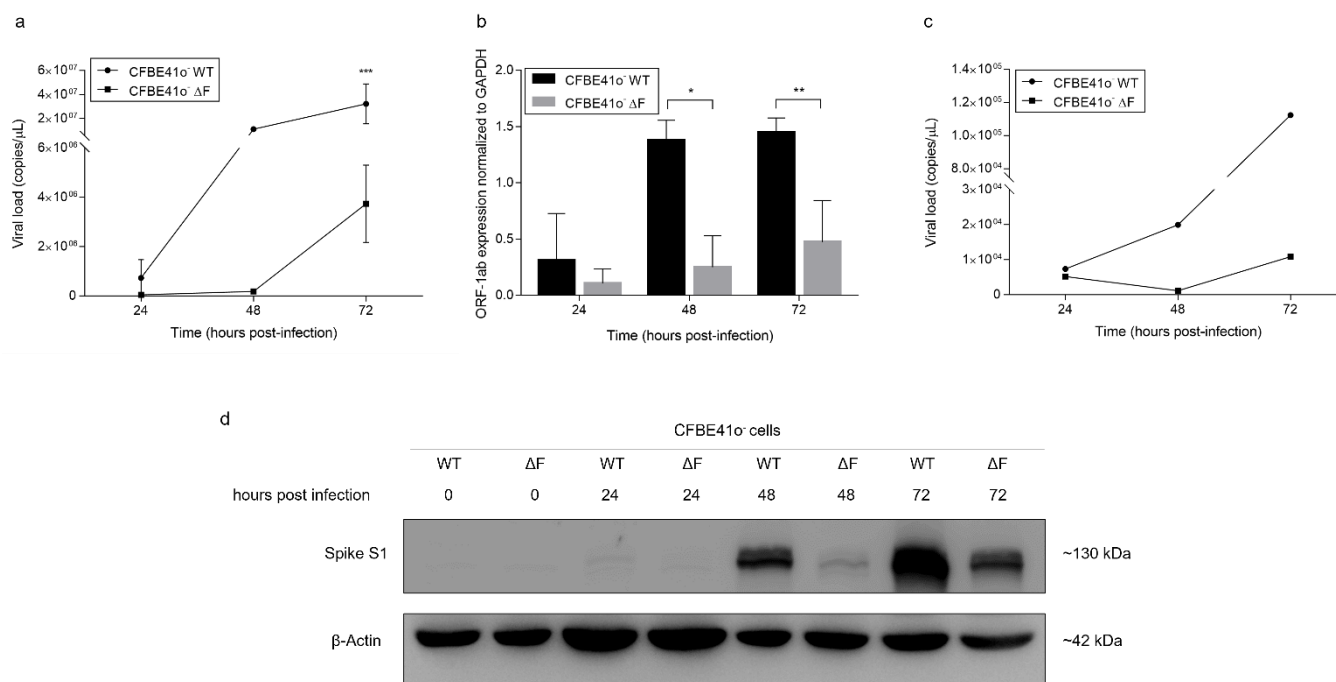 a
CFBE41o⁻ WT
CFBE41o⁻ ΔF
***
6×10⁰⁷
4×10⁰⁷
2×10⁰⁷
6×10⁰⁶
4×10⁰⁶
2×10⁰⁶
0
Viral load (copies/μL)
24 48 72
Time (hours post-infection)
b
CFBE41o⁻ WT
CFBE41o⁻ ΔF
* **
2.0
1.5
1.0
0.5
0.0
ORF-1ab expression normalized to GAPDH
24 48 72
Time (hours post-infection)
c
CFBE41o⁻ WT
CFBE41o⁻ ΔF
1.4×10⁰⁵
1.2×10⁰⁵
1.0×10⁰⁵
8.0×10⁰⁴
3×10⁰⁴
2×10⁰⁴
1×10⁰⁴
0
Viral load (copies/μL)
24 48 72
Time (hours post-infection)
d
CFBE41o⁻ cells
WT ΔF WT ΔF WT ΔF WT ΔF
hours post infection 0 0 24 24 48 48 72 72
Spike S1 ~130 kDa
β-Actin ~42 kDa